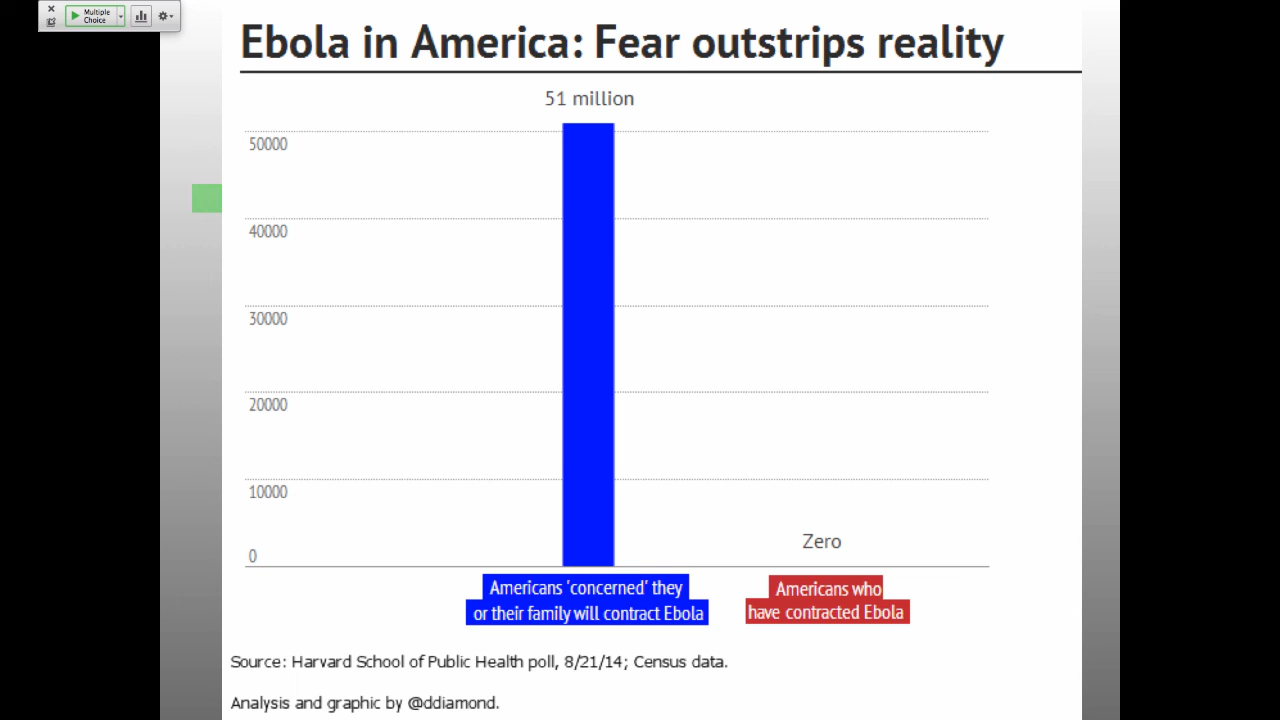 Multiple
Choice
Ebola in America: Fear outstrips reality
51 million
50000
40000
30000
20000
10000
Zero
0
Americans 'concerned' they
or their family will contract Ebola
Americans who
have contracted Ebola
Source: Harvard School of Public Health poll, 8/21/14; Census data.
Analysis and graphic by @ddiamond.